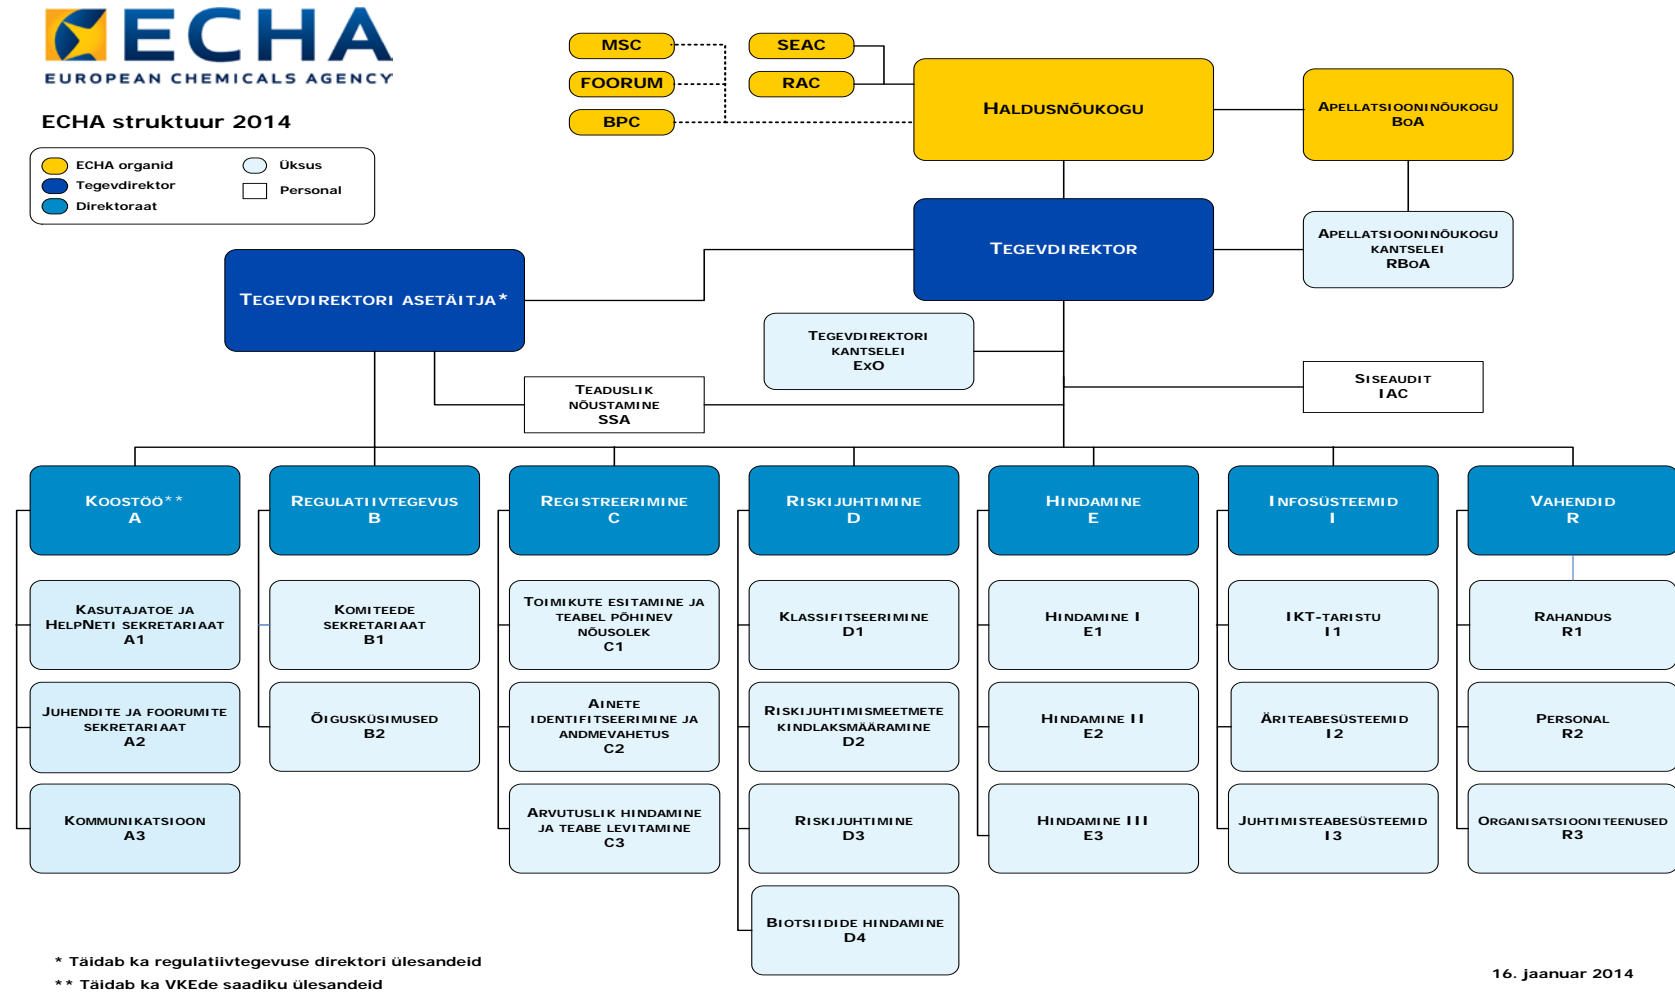 ECHA
EUROPEAN CHEMICALS AGENCY
ECHA struktuur 2014
ECHA organid
Tegevdirektor
Direktoraat
Üksus
Personal
MSC
FOORUM
BPC
SEAC
RAC
HALDUSNÕUKOGU
APELLATSIOONINÕUKOGU
BOA
TEGEVDIREKTOR
APELLATSIOONINÕUKOGU
KANTSELEI
RBOA
TEGEVDIREKTORI ASETÄITJA*
TEGEVDIREKTORI
KANTSELEI
EXO
TEADUSLIK
NÕUSTAMINE
SSA
SISEAUDIT
IAC
KOOSTÖÖ**
A
REGULATIIVTEGEVUS
B
REGISTREERIMINE
C
RISKIJUHTIMINE
D
HINDAMINE
E
INFOSÜSTEEMID
I
VAHENDID
R
KASUTAJATOE JA
HELPNETI SEKRETARIAAT
A1
KOMITEEDE
SEKRETARIAAT
B1
TOIMIKUTE ESITAMINE JA
TEABEL PÕHINEV
NÕUSOLEK
C1
KLASSIFITSEERIMINE
D1
HINDAMINE I
E1
IKT-TARISTU
I1
RAHANDUS
R1
JUHENDITE JA FOORUMITE
SEKRETARIAAT
A2
ÕIGUSKÜSIMUSED
B2
AINETE
IDENTIFITSEERIMINE JA
ANDMEVAHETUS
C2
RISKIJUHTIMISMEETMETE
KINDLAKSMÄÄRAMINE
D2
HINDAMINE II
E2
ÄRITEABESÜSTEEMID
I2
PERSONAL
R2
KOMMUNIKATSIOON
A3
ARVUTUSLIK HINDAMINE
JA TEABE LEVITAMINE
C3
RISKIJUHTIMINE
D3
HINDAMINE III
E3
JUHTIMISTEABESÜSTEEMID
I3
ORGANISATSIOONITEENUSED
R3
BIOTSIIDIDE HINDAMINE
D4
* Täidab ka regulatiivtegevuse direktori ülesandeid
** Täidab ka VKEde saadiku ülesandeid
16. jaanuar 2014